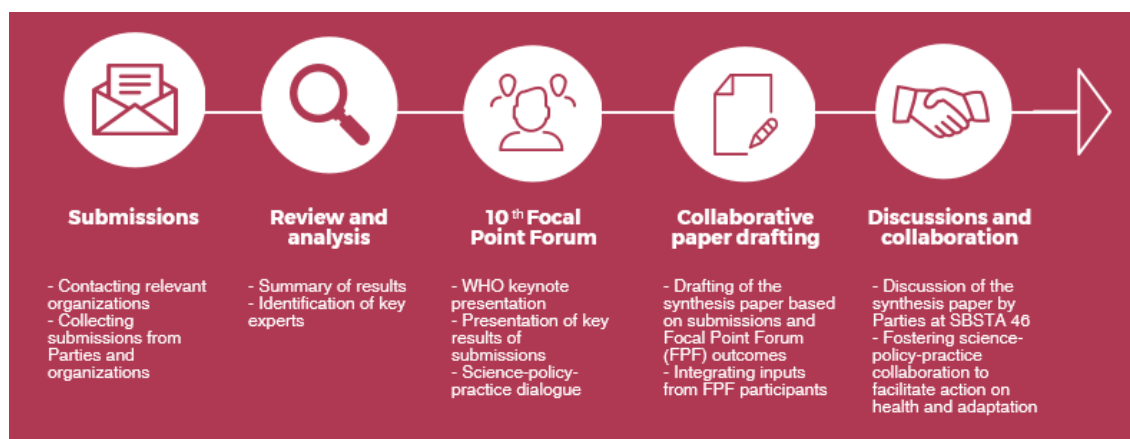 Submissions
- Contacting relevant
organizations
- Collecting
submissions from
Parties and
organizations
Review and
analysis
- Summary of results
- Identification of key
experts
10th Focal
Point Forum
- WHO keynote
presentation
- Presentation of key
results of
submissions
- Science-policy-
practice dialogue
Collaborative
paper drafting
- Drafting of the
synthesis paper based
on submissions and
Focal Point Forum
(FPF) outcomes
- Integrating inputs
from FPF participants
Discussions and
collaboration
- Discussion of the
synthesis paper by
Parties at SBSTA 46
- Fostering science-
policy-practice
collaboration to
facilitate action on
health and adaptation